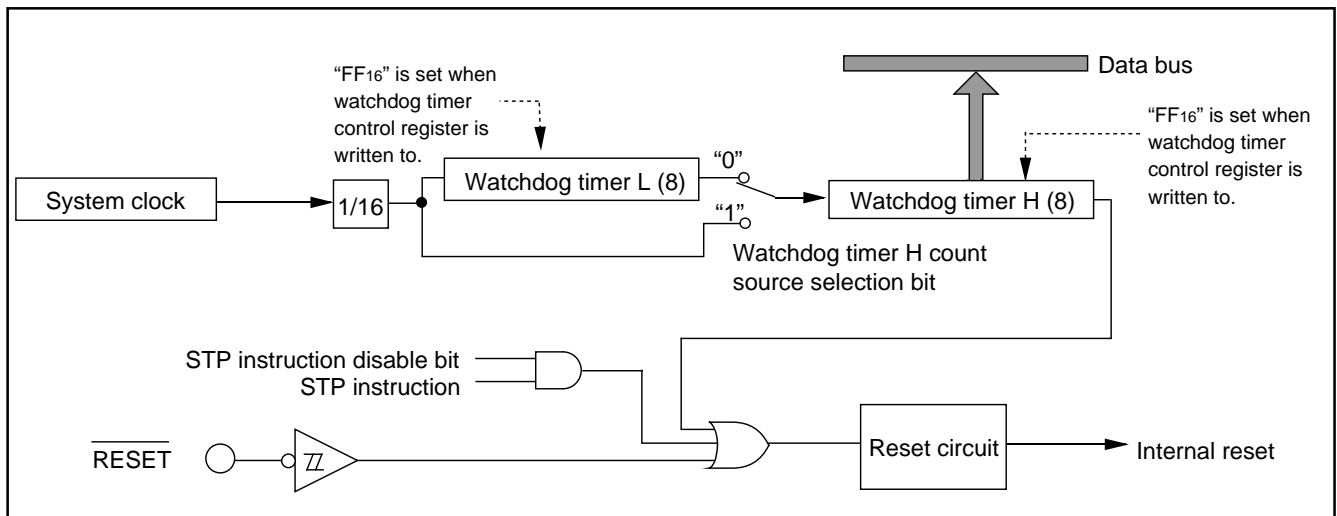 “FF16” is set when
watchdog timer
control register is
written to.
Data bus
“FF16” is set when
watchdog timer
control register is
written to.
System clock
1/16
Watchdog timer L (8)
“0”
“1”
Watchdog timer H (8)
Watchdog timer H count
source selection bit
STP instruction disable bit
STP instruction
RESET
Reset circuit
Internal reset